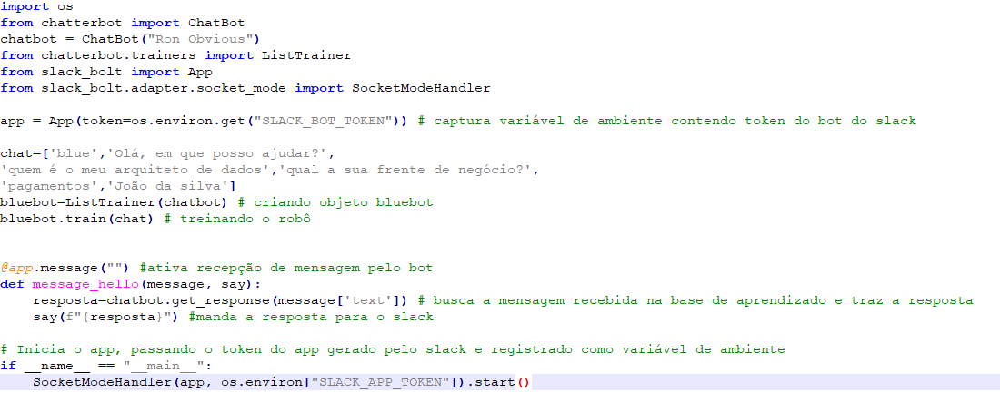 import os
from chatterbot import ChatBot
chatbot = ChatBot("Ron Obvious")
from chatterbot.trainers import ListTrainer
from slack_bolt import App
from slack_bolt.adapter.socket_mode import SocketModeHandler
app = App(token=os.environ.get("SLACK_BOT_TOKEN")) # captura variável de ambiente contendo token do bot do slack
chat=['blue','Olá, em que posso ajudar?',
'quem é o meu arquiteto de dados','qual a sua frente de negócio?',
'pagamentos','João da silva']
bluebot=ListTrainer(chatbot) # criando objeto bluebot
bluebot.train(chat) # treinando o robô
@app.message("") #ativa recepção de mensagem pelo bot
def message_hello(message, say):
    resposta=chatbot.get_response(message['text']) # busca a mensagem recebida na base de aprendizado e traz a resposta
    say(f"{resposta}") #manda a resposta para o slack
# Inicia o app, passando o token do app gerado pelo slack e registrado como variável de ambiente
if __name__ == "__main__":
    SocketModeHandler(app, os.environ["SLACK_APP_TOKEN"]).start()